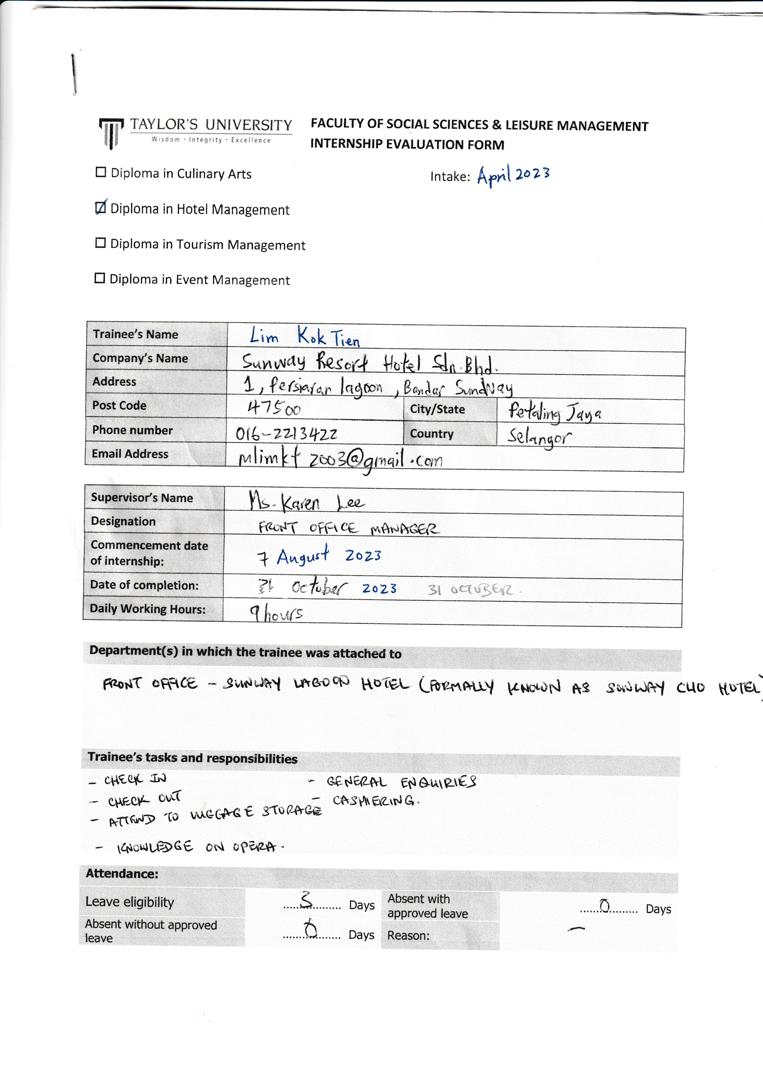 TAYLOR'S UNIVERSITY
Wisdom · Integrity · Excellence
FACULTY OF SOCIAL SCIENCES & LEISURE MANAGEMENT
INTERNSHIP EVALUATION FORM
Diploma in Culinary Arts
Intake: April 2023
Diploma in Hotel Management
Diploma in Tourism Management
Diploma in Event Management
Trainee's Name Lim Kok Tien
Company's Name Sunway Resort Hotel Sdn Bhd.
Address 1, Persiaran lagoon, Bandar Sundway
Post Code 47500 City/State Petaling Jaya
Phone number 016-2213422 Country Selangor
Email Address mlimkt2003@gmail.com
Supervisor's Name Ms. Karen Lee
Designation FRONT OFFICE MANAGER
Commencement date of internship: 7 August 2023
Date of completion: 31 October 2023 31 OCTOBER.
Daily Working Hours: 9 hours
Department(s) in which the trainee was attached to
FRONT OFFICE - SUNWAY LAGOON HOTEL (FORMALLY KNOWN AS SUNWAY CLIO HOTEL)
Trainee's tasks and responsibilities
- CHECK IN - GENERAL ENQUIRIES
- CHECK OUT - CASHIERING.
- ATTEND TO LUGGAGE STORAGE
- KNOWLEDGE ON OPERA.
Attendance:
Leave eligibility 3 Days Absent with approved leave 0 Days
Absent without approved leave 0 Days Reason: -